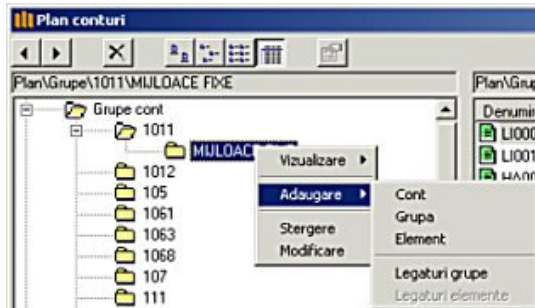 Plan conturi
Plan\Grupe\1011\MIJLOACE FIXE
Plan\Grup
Grupe cont
Denumir
1011
LI000
MIJLOACE
LI001
HA00
1012
105
1061
1063
1068
107
111
Vizualizare
Adaugare
Stergere
Modificare
Cont
Grupa
Element
Legaturi grupe
Legaturi elemente